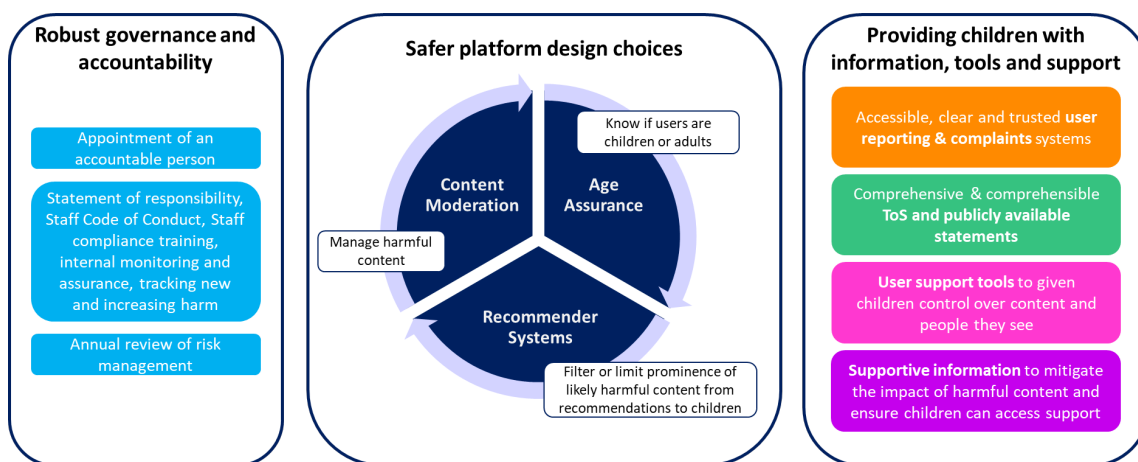 Robust governance and
accountability
Appointment of an
accountable person
Statement of responsibility,
Staff Code of Conduct, Staff
compliance training,
internal monitoring and
assurance, tracking new
and increasing harm
Annual review of risk
management
Safer platform design choices
Know if users are
children or adults
Content
Moderation
Age
Assurance
Manage harmful
content
Recommender
Systems
Filter or limit prominence of
likely harmful content from
recommendations to children
Providing children with
information, tools and support
Accessible, clear and trusted user
reporting & complaints systems
Comprehensive & comprehensible
ToS and publicly available
statements
User support tools to given
children control over content and
people they see
Supportive information to mitigate
the impact of harmful content and
ensure children can access support